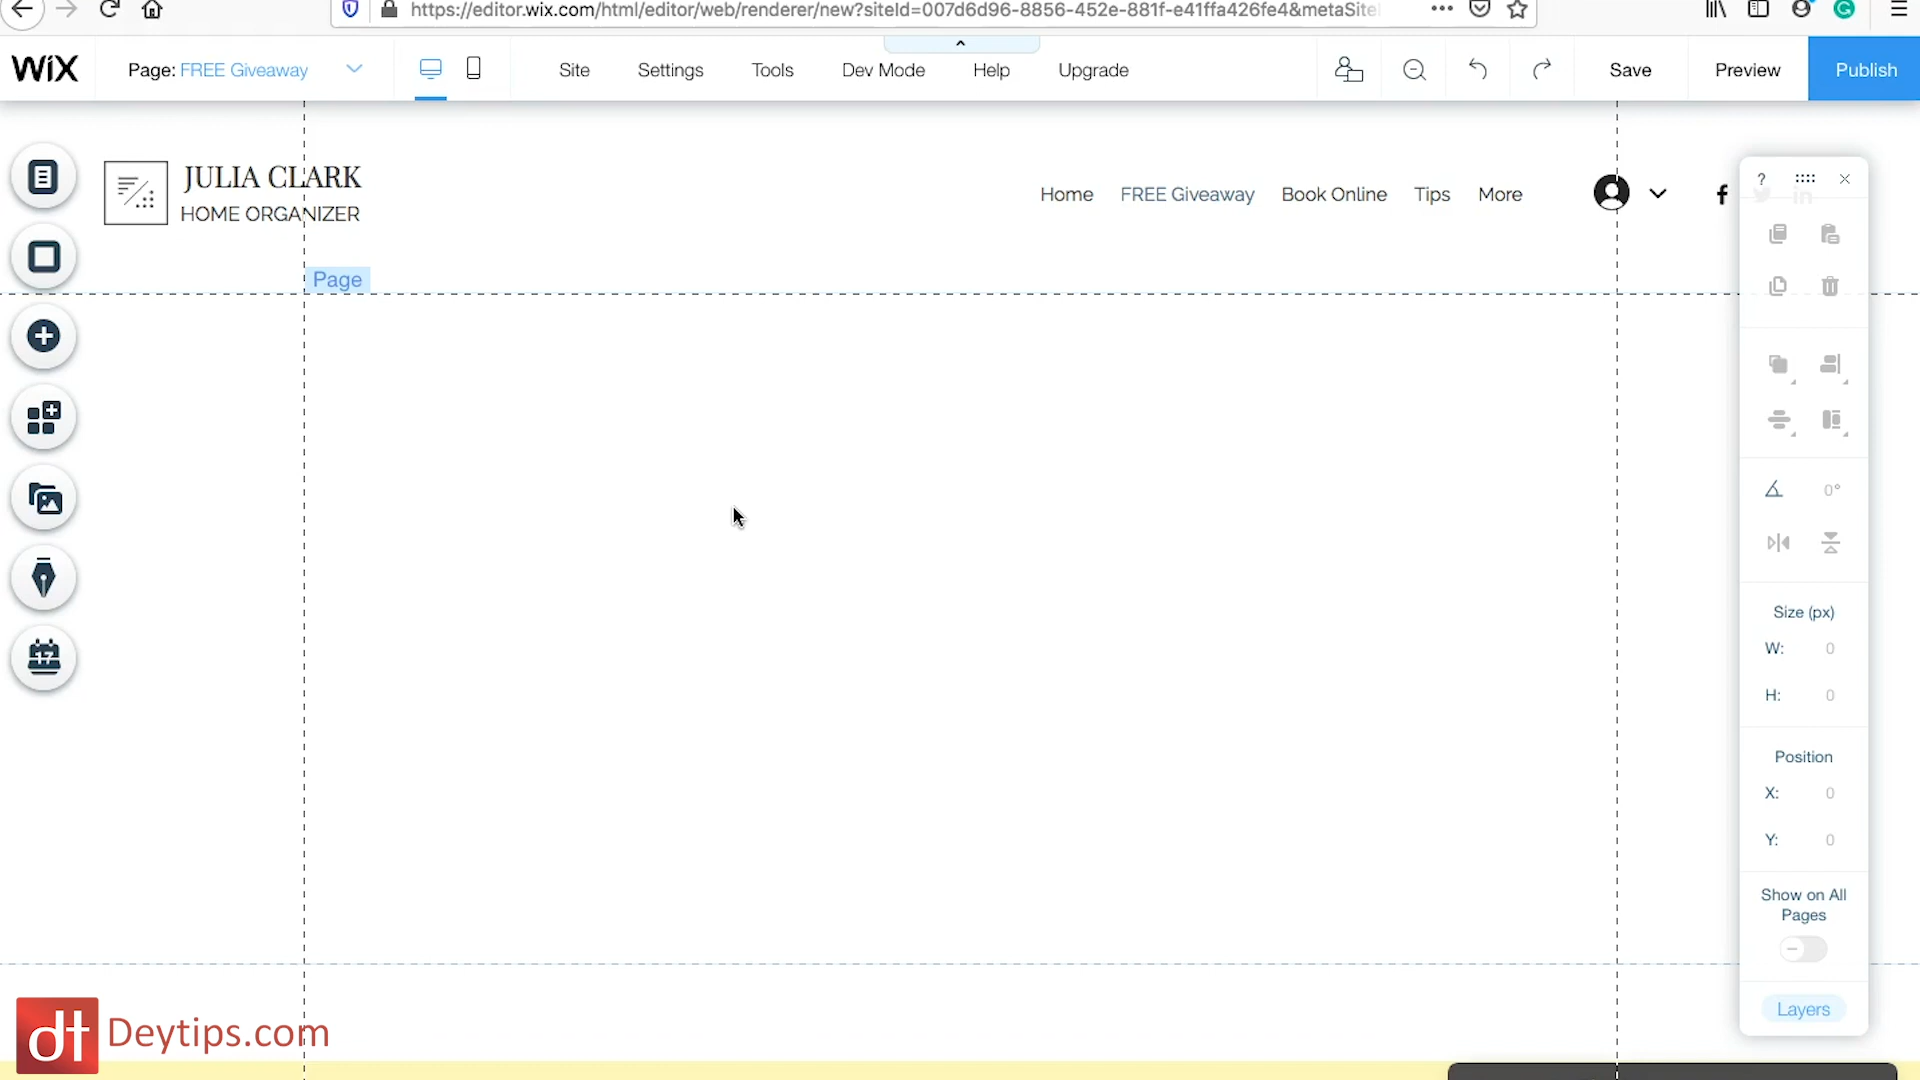 https://editor.wix.com/html/editor/web/renderer/new?siteId=007d6d96-8856-452e-881f-e41ffa426fe4&metaSite
WiX Page: FREE Giveaway Site Settings Tools Dev Mode Help Upgrade Save Preview Publish
JULIA CLARK
HOME ORGANIZER
Home FREE Giveaway Book Online Tips More
Page
?
0°
Size (px)
W: 0
H: 0
Position
X: 0
Y: 0
Show on All
Pages
Layers
17
dt Deytips.com